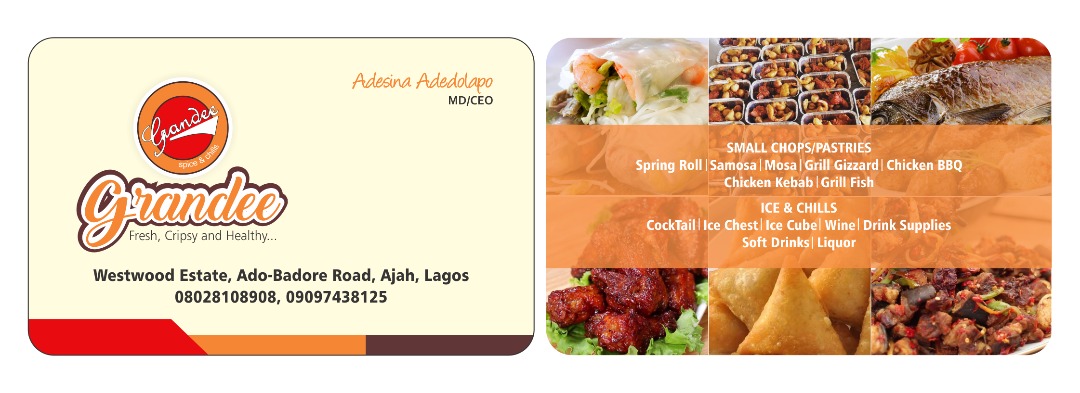 Adesina Adedolapo
MD/CEO
Grandee
spice & chills
Grandee
Fresh, Cripsy and Healthy...
Westwood Estate, Ado-Badore Road, Ajah, Lagos
08028108908, 09097438125
SMALL CHOPS/PASTRIES
Spring Roll|Samosa|Mosa|Grill Gizzard|Chicken BBQ
Chicken Kebab|Grill Fish
ICE & CHILLS
CockTail|Ice Chest|Ice Cube|Wine|Drink Supplies
Soft Drinks|Liquor